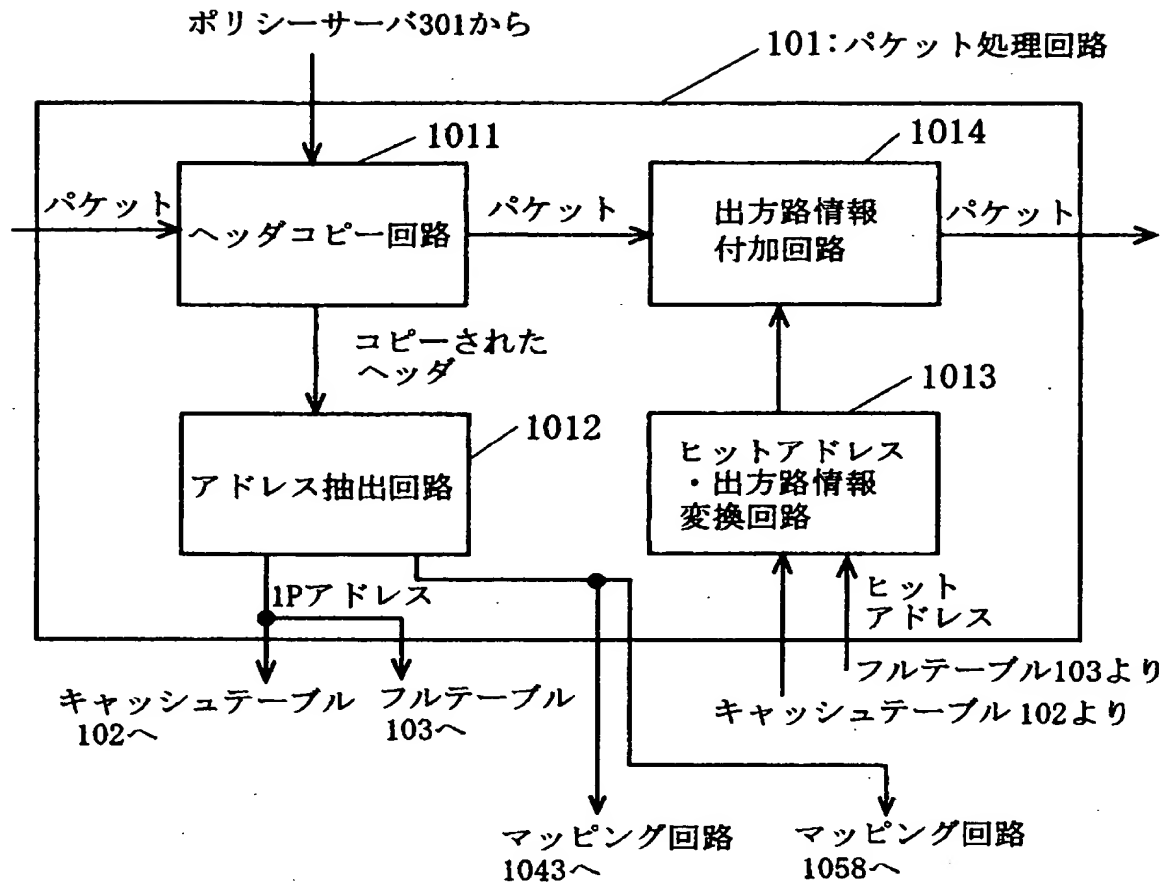 ポリシーサーバ301から
101:パケット処理回路
1011
1014
パケット
ヘッダコピー回路
パケット
出方路情報
付加回路
パケット
コピーされた
ヘッダ
1012
1013
アドレス抽出回路
ヒットアドレス
・出方路情報
変換回路
IPアドレス
ヒット
アドレス
キャッシュテーブル
102へ
フルテーブル
103へ
フルテーブル103より
キャッシュテーブル102より
マッピング回路
1043へ
マッピング回路
1058へ